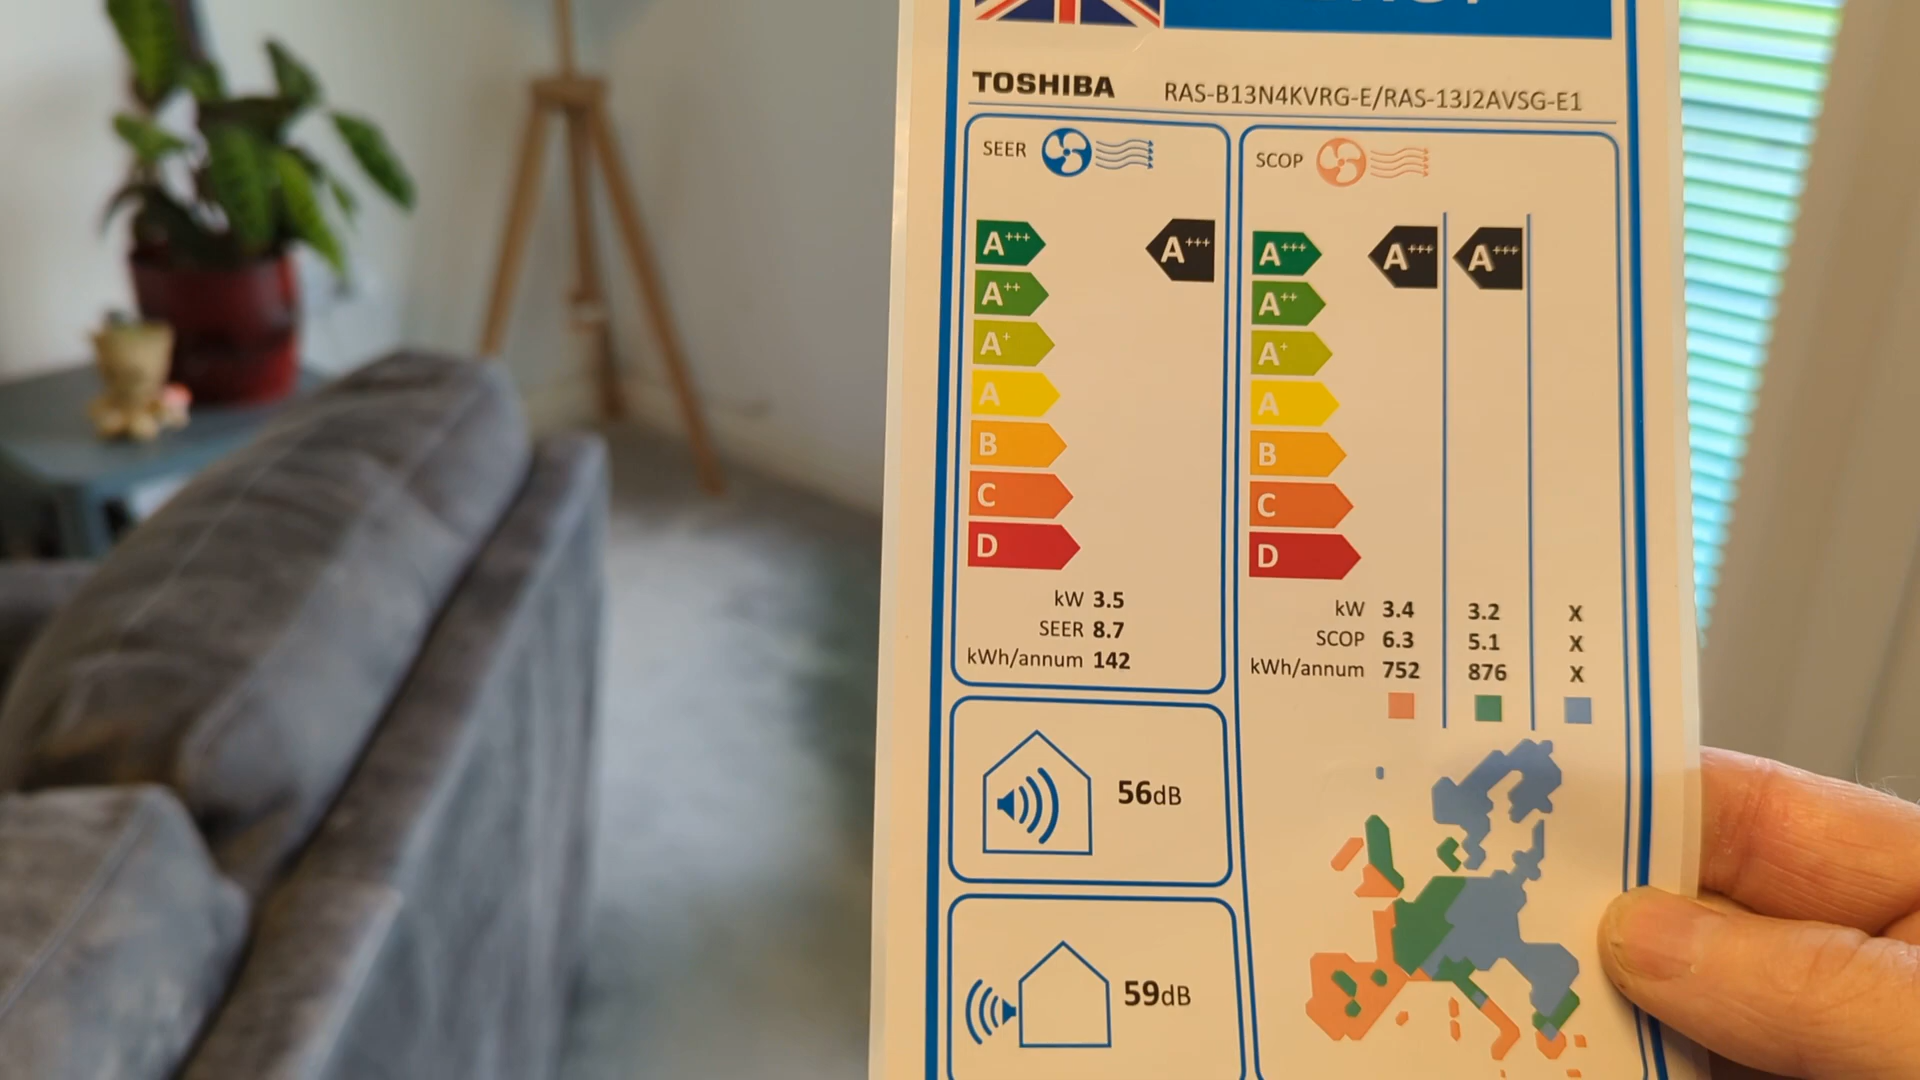 TOSHIBA RAS-B13N4KVRG-E/RAS-13J2AVSG-E1
SEER
A+++
A+++
A++
A+
A
B
C
D
kW 3.5
SEER 8.7
kWh/annum 142
SCOP
A+++
A+++
A+++
A++
A+
A
B
C
D
kW 3.4 3.2 X
SCOP 6.3 5.1 X
kWh/annum 752 876 X
56dB
59dB